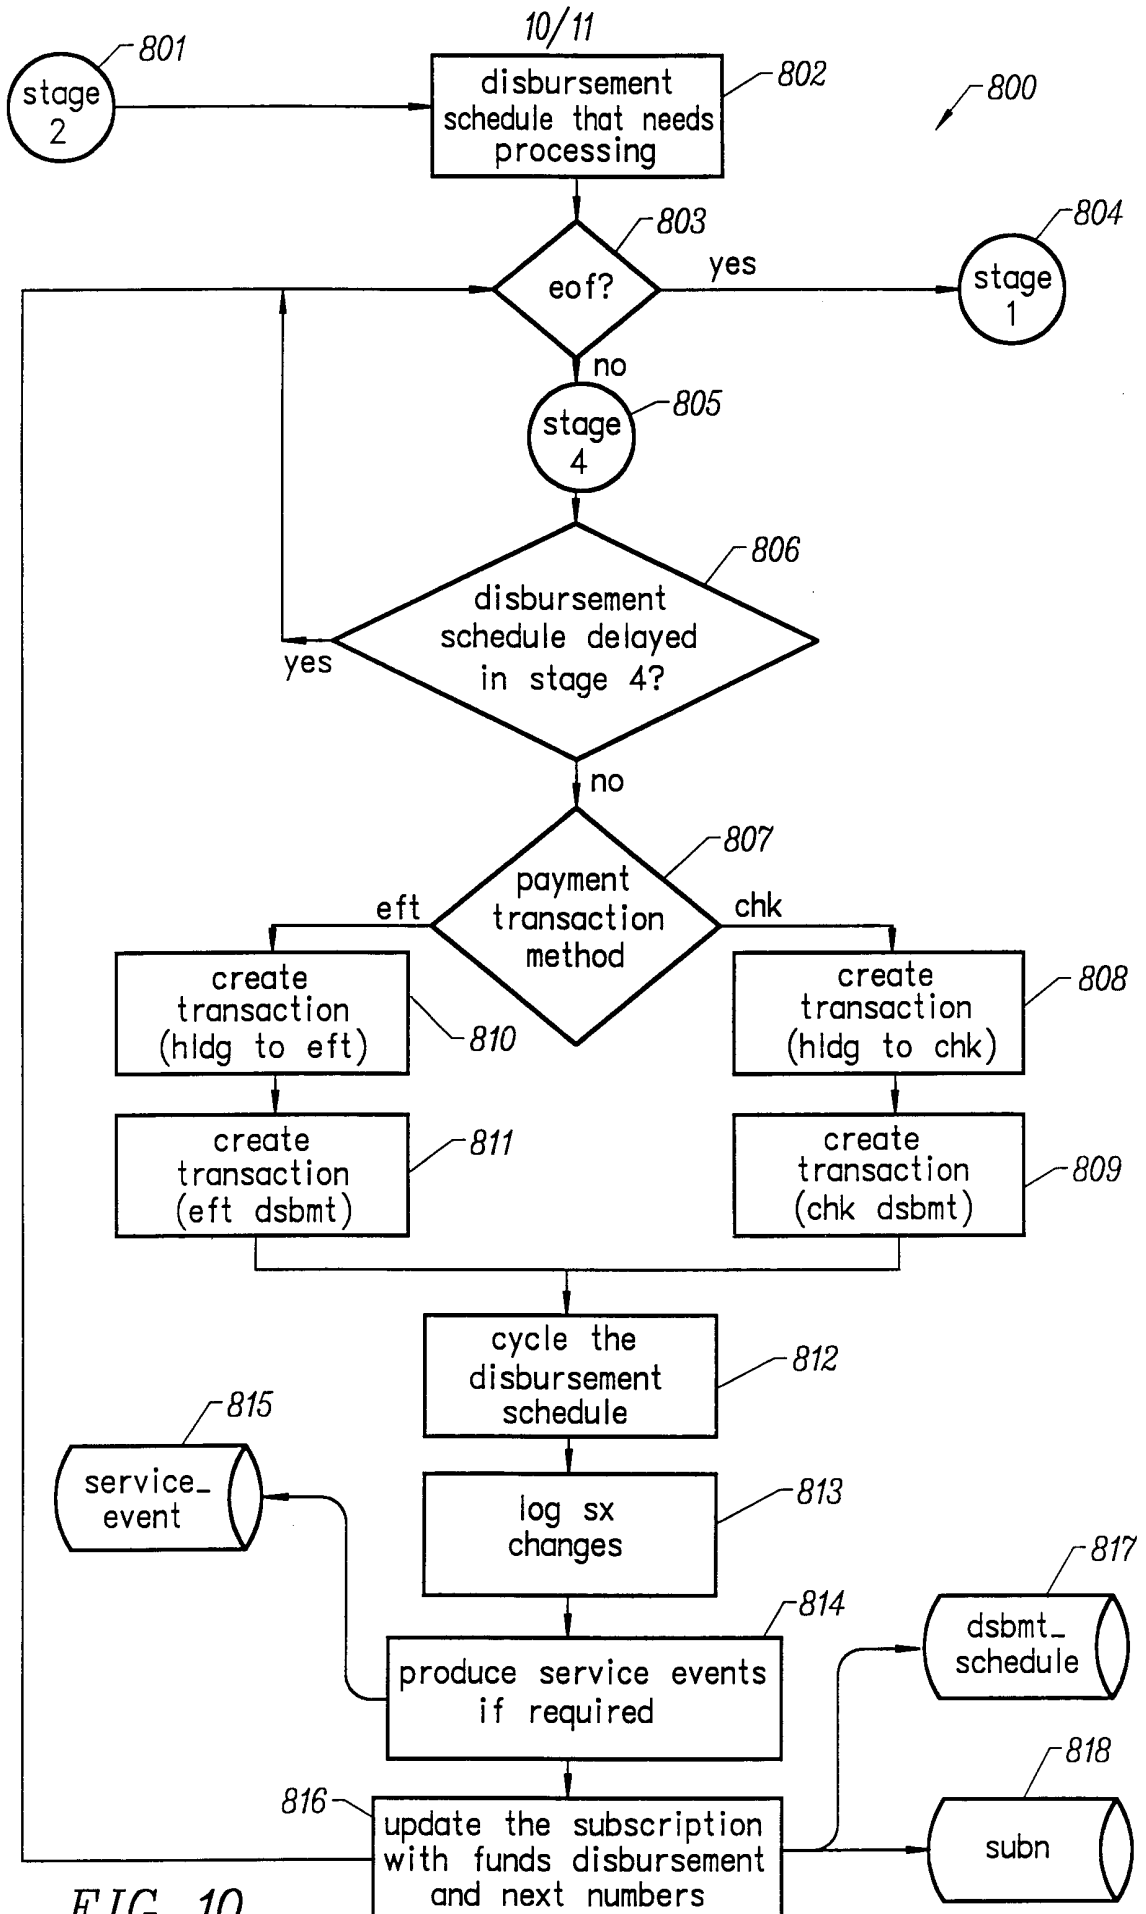 10/11
801
stage
2
disbursement
schedule that needs
processing
802
800
803
eof?
yes
804
stage
1
no
805
stage
4
806
disbursement
schedule delayed
in stage 4?
yes
no
807
payment
transaction
method
eft
chk
create
transaction
(hldg to eft)
810
create
transaction
(hldg to chk)
808
create
transaction
(eft dsbmt)
811
create
transaction
(chk dsbmt)
809
cycle the
disbursement
schedule
812
815
service_
event
log sx
changes
813
817
dsbmt_
schedule
814
produce service events
if required
818
subn
816
update the subscription
with funds disbursement
and next numbers
FIG. 10